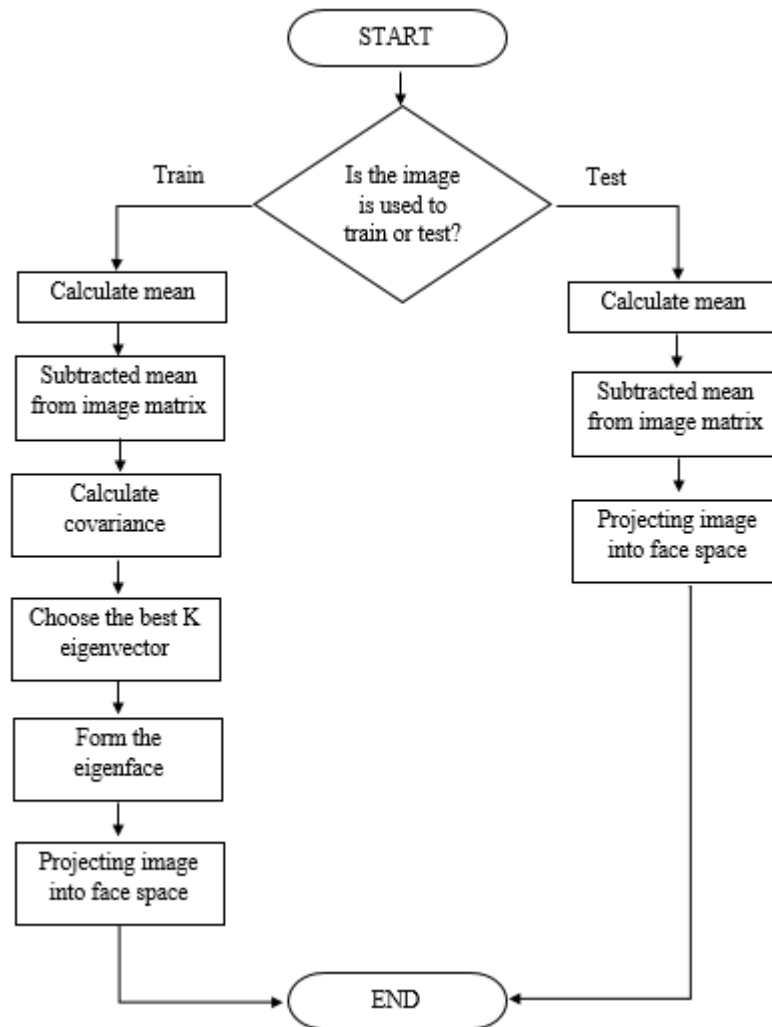 START
Is the image
is used to
train or test?
Train
Test
Calculate mean
Subtracted mean
from image matrix
Calculate
covariance
Choose the best K
eigenvector
Form the
eigenface
Projecting image
into face space
Calculate mean
Subtracted mean
from image matrix
Projecting image
into face space
END